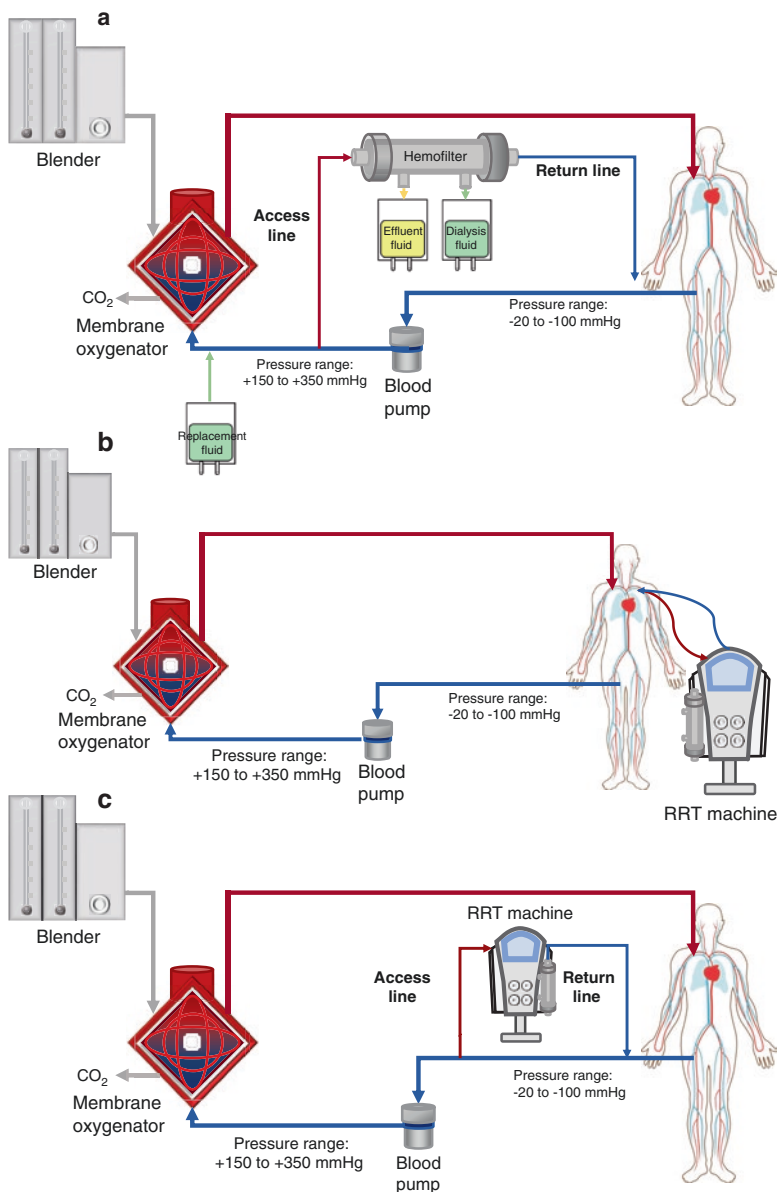 a
Blender
Hemofilter
Return line
Access
line
Effluent
fluid
Dialysis
fluid
CO₂
Membrane
oxygenator
Pressure range:
-20 to -100 mmHg
Pressure range:
+150 to +350 mmHg
Blood
pump
Replacement
fluid
b
Blender
CO₂
Membrane
oxygenator
Pressure range:
-20 to -100 mmHg
Pressure range:
+150 to +350 mmHg
Blood
pump
RRT machine
c
Blender
RRT machine
Access
line
Return
line
CO₂
Membrane
oxygenator
Pressure range:
-20 to -100 mmHg
Pressure range:
+150 to +350 mmHg
Blood
pump